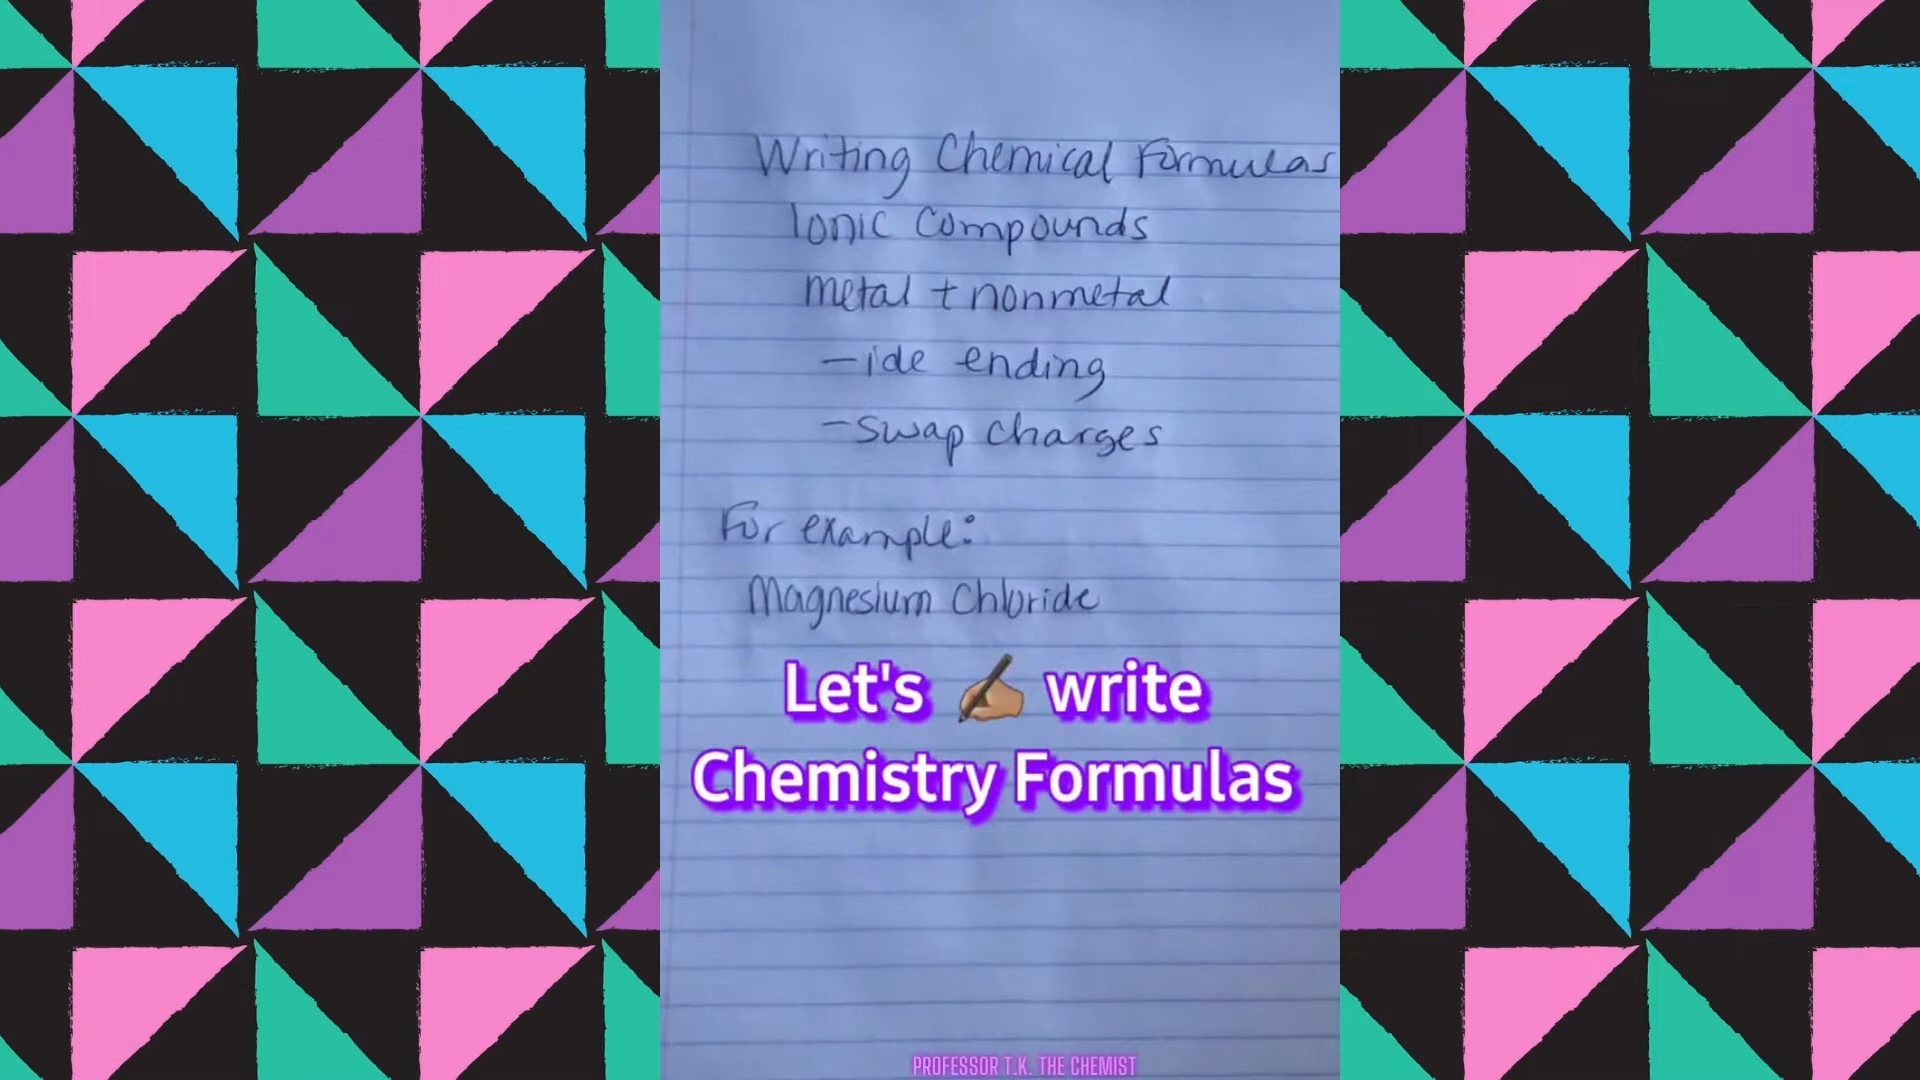 Writing Chemical Formulas
Ionic Compounds
metal + nonmetal
-ide ending
-swap charges
For example:
Magnesium Chloride
Let's ✍🏽 write
Chemistry Formulas
PROFESSOR T.K. THE CHEMIST